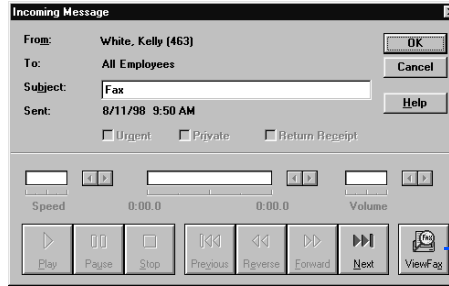 Incoming Message
From: White, Kelly (463)
OK
To: All Employees
Cancel
Subject: Fax
Help
Sent: 8/11/98 9:50 AM
Urgent Private Return Receipt
Speed 0:00.0 0:00.0 Volume
Play Pause Stop Previous Reverse Forward Next ViewFax